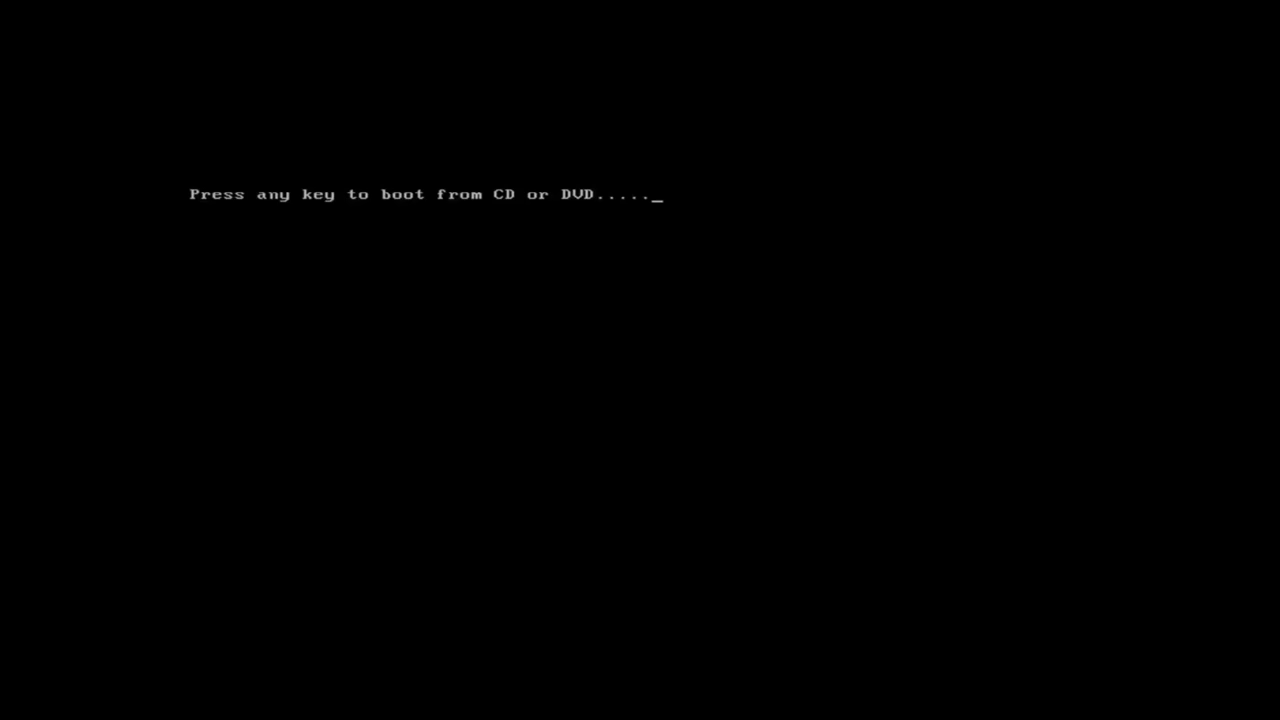 Press any key to boot from CD or DVD....._